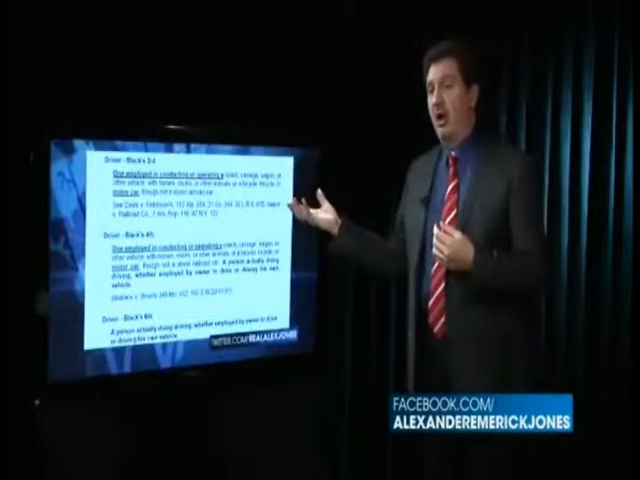 Driver - Black's 3rd
One employed in conducting or operating a coach, carriage, wagon, or
other vehicle, with horses, mules, or other animals, or a bicycle, tricycle, or
motor car, though not a street railroad car.
v. Railroad Co.,
Driver - Black's 4th
One employed in conducting or operating a coach, carriage, wagon, or
other vehicle, with horses, mules, or other animals, or a bicycle, tricycle, or
motor car, though not a street railroad car. A person actually doing
driving, whether employed by owner to drive or driving his own
vehicle.
Driver - Black's 6th
A person actually doing driving, whether employed by owner to drive
or driving his own vehicle.
TWITTER.COM/REALALEXJONES
FACEBOOK.COM/
ALEXANDEREMERICKJONES